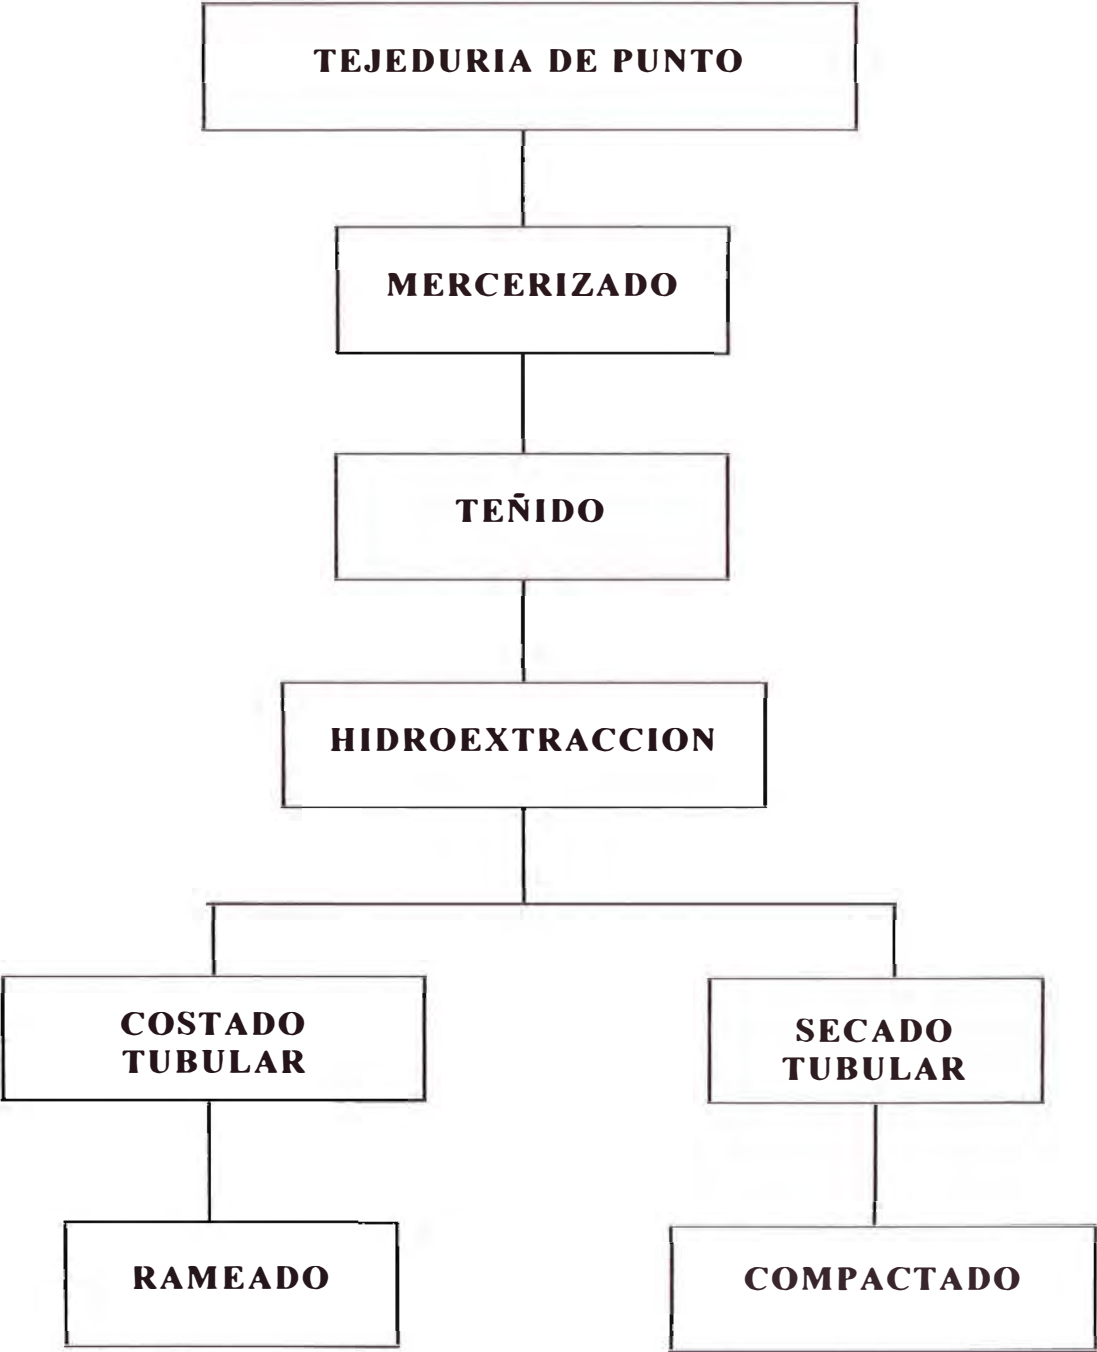 TEJEDURIA DE PUNTO
MERCERIZADO
TEÑIDO
HIDROEXTRACCION
COSTADO
TUBULAR
SECADO
TUBULAR
RAMEADO
COMPACTADO